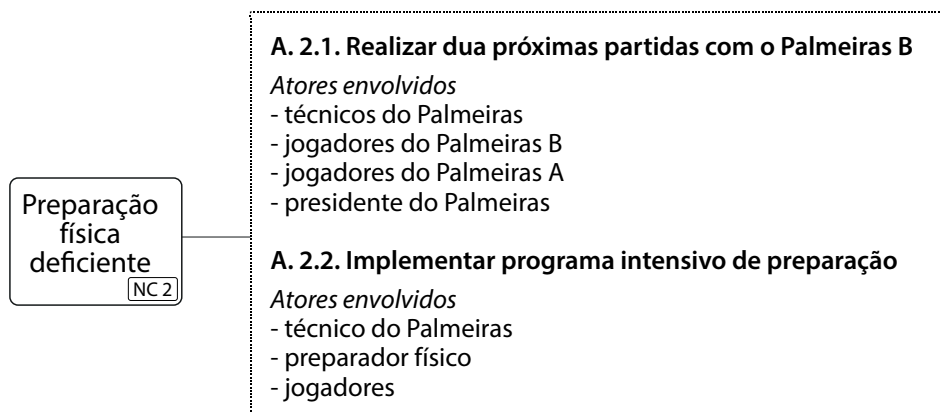 Preparação
física
deficiente
NC 2
A. 2.1. Realizar dua próximas partidas com o Palmeiras B
Atores envolvidos
- técnicos do Palmeiras
- jogadores do Palmeiras B
- jogadores do Palmeiras A
- presidente do Palmeiras
A. 2.2. Implementar programa intensivo de preparação
Atores envolvidos
- técnico do Palmeiras
- preparador físico
- jogadores